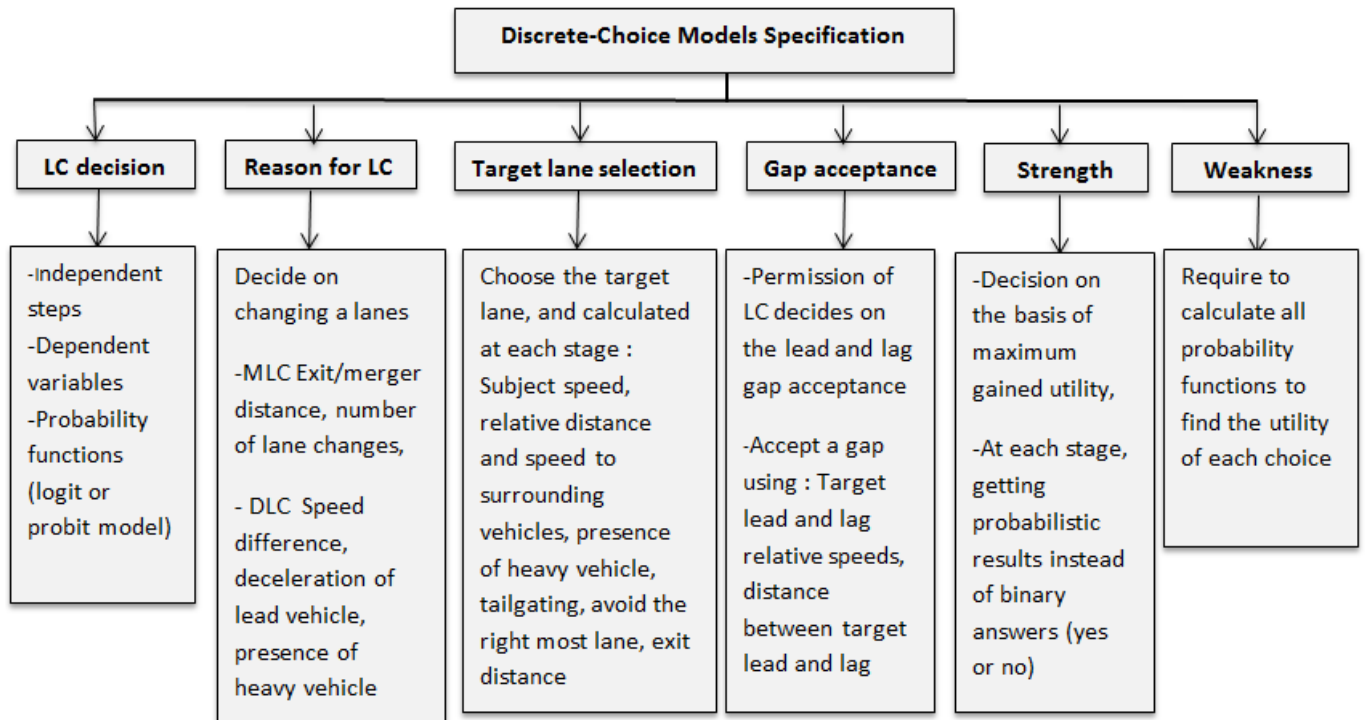 Discrete-Choice Models Specification
LC decision
Reason for LC
Target lane selection
Gap acceptance
Strength
Weakness
-Independent
steps
-Dependent
variables
-Probability
functions
(logit or
probit model)
Decide on
changing a lanes
-MLC Exit/merger
distance, number
of lane changes,
- DLC Speed
difference,
deceleration of
lead vehicle,
presence of
heavy vehicle
Choose the target
lane, and calculated
at each stage :
Subject speed,
relative distance
and speed to
surrounding
vehicles, presence
of heavy vehicle,
tailgating, avoid the
right most lane, exit
distance
-Permission of
LC decides on
the lead and lag
gap acceptance
-Accept a gap
using : Target
lead and lag
relative speeds,
distance
between target
lead and lag
-Decision on
the basis of
maximum
gained utility,
-At each stage,
getting
probabilistic
results instead
of binary
answers (yes
or no)
Require to
calculate all
probability
functions to
find the utility
of each choice